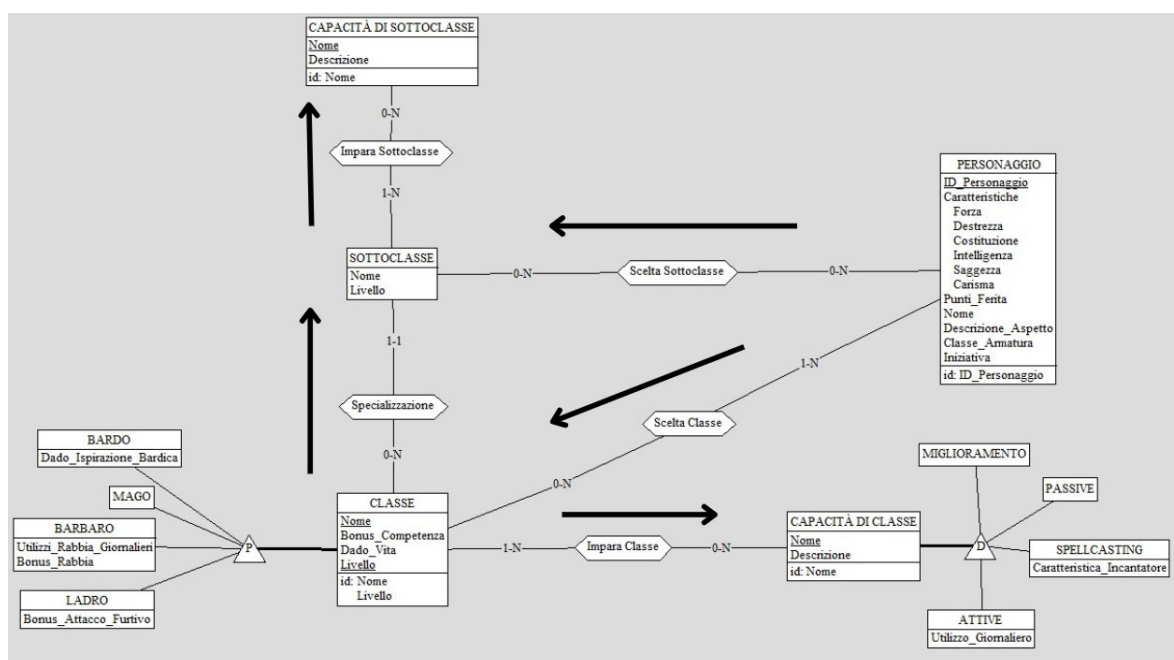 CAPACITÀ DI SOTTOCLASSE
Nome
Descrizione
id: Nome
0-N
Impara Sottoclasse
1-N
SOTTOCLASSE
Nome
Livello
0-N
Scelta Sottoclasse
0-N
PERSONAGGIO
ID_Personaggio
Caratteristiche
Forza
Destrezza
Costituzione
Intelligenza
Saggezza
Carisma
Punti_Ferita
Nome
Descrizione_Aspetto
Classe_Armatura
Iniziativa
id: ID_Personaggio
1-1
Specializzazione
0-N
1-N
Scelta Classe
0-N
BARDO
Dado_Ispirazione_Bardica
MAGO
BARBARO
Utilizzi_Rabbia_Giornalieri
Bonus_Rabbia
LADRO
Bonus_Attacco_Furtivo
P
CLASSE
Nome
Bonus_Competenza
Dado_Vita
Livello
id: Nome
Livello
1-N
Impara Classe
0-N
CAPACITÀ DI CLASSE
Nome
Descrizione
id: Nome
D
MIGLIORAMENTO
PASSIVE
SPELLCASTING
Caratteristica_Incantatore
ATTIVE
Utilizzo_Giornaliero